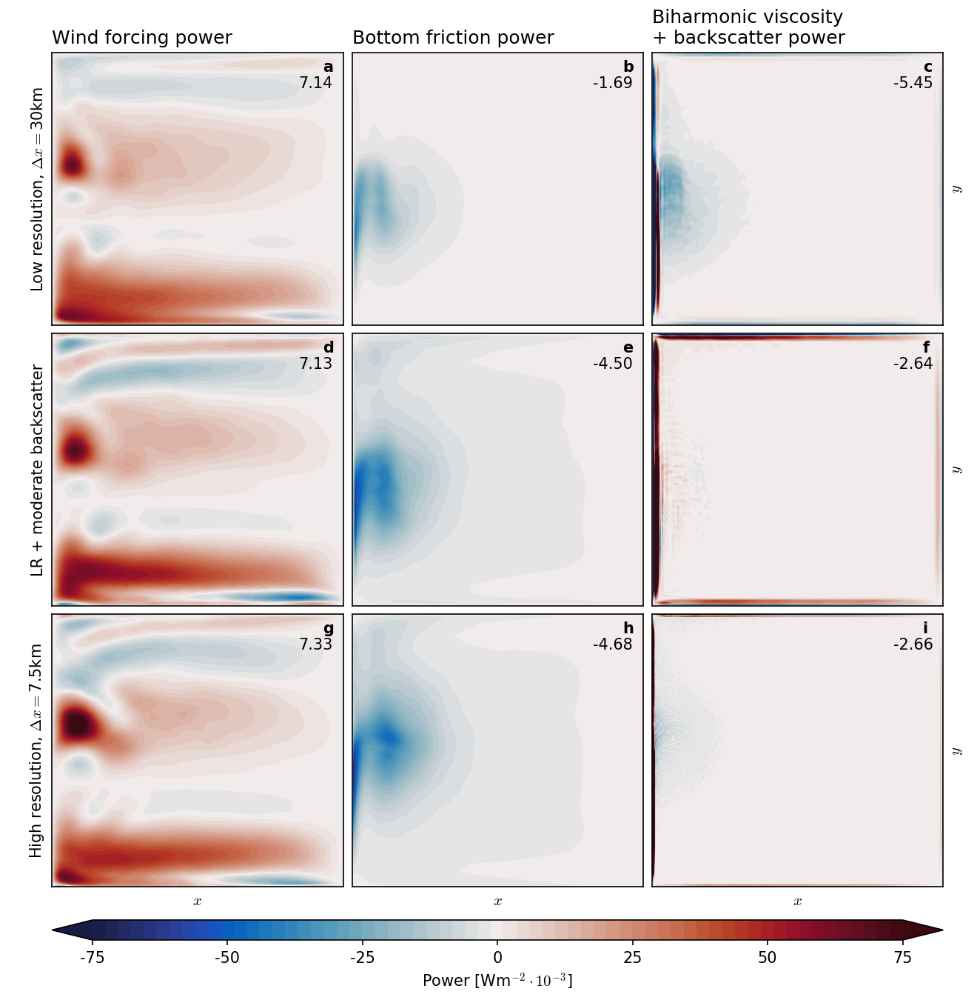 Wind forcing power
Bottom friction power
Biharmonic viscosity
+ backscatter power
Low resolution, Δx = 30km
a
7.14
b
-1.69
c
-5.45
y
LR + moderate backscatter
d
7.13
e
-4.50
f
-2.64
y
High resolution, Δx = 7.5km
g
7.33
h
-4.68
i
-2.66
y
x
x
x
-75
-50
-25
0
25
50
75
Power [Wm⁻² · 10⁻³]